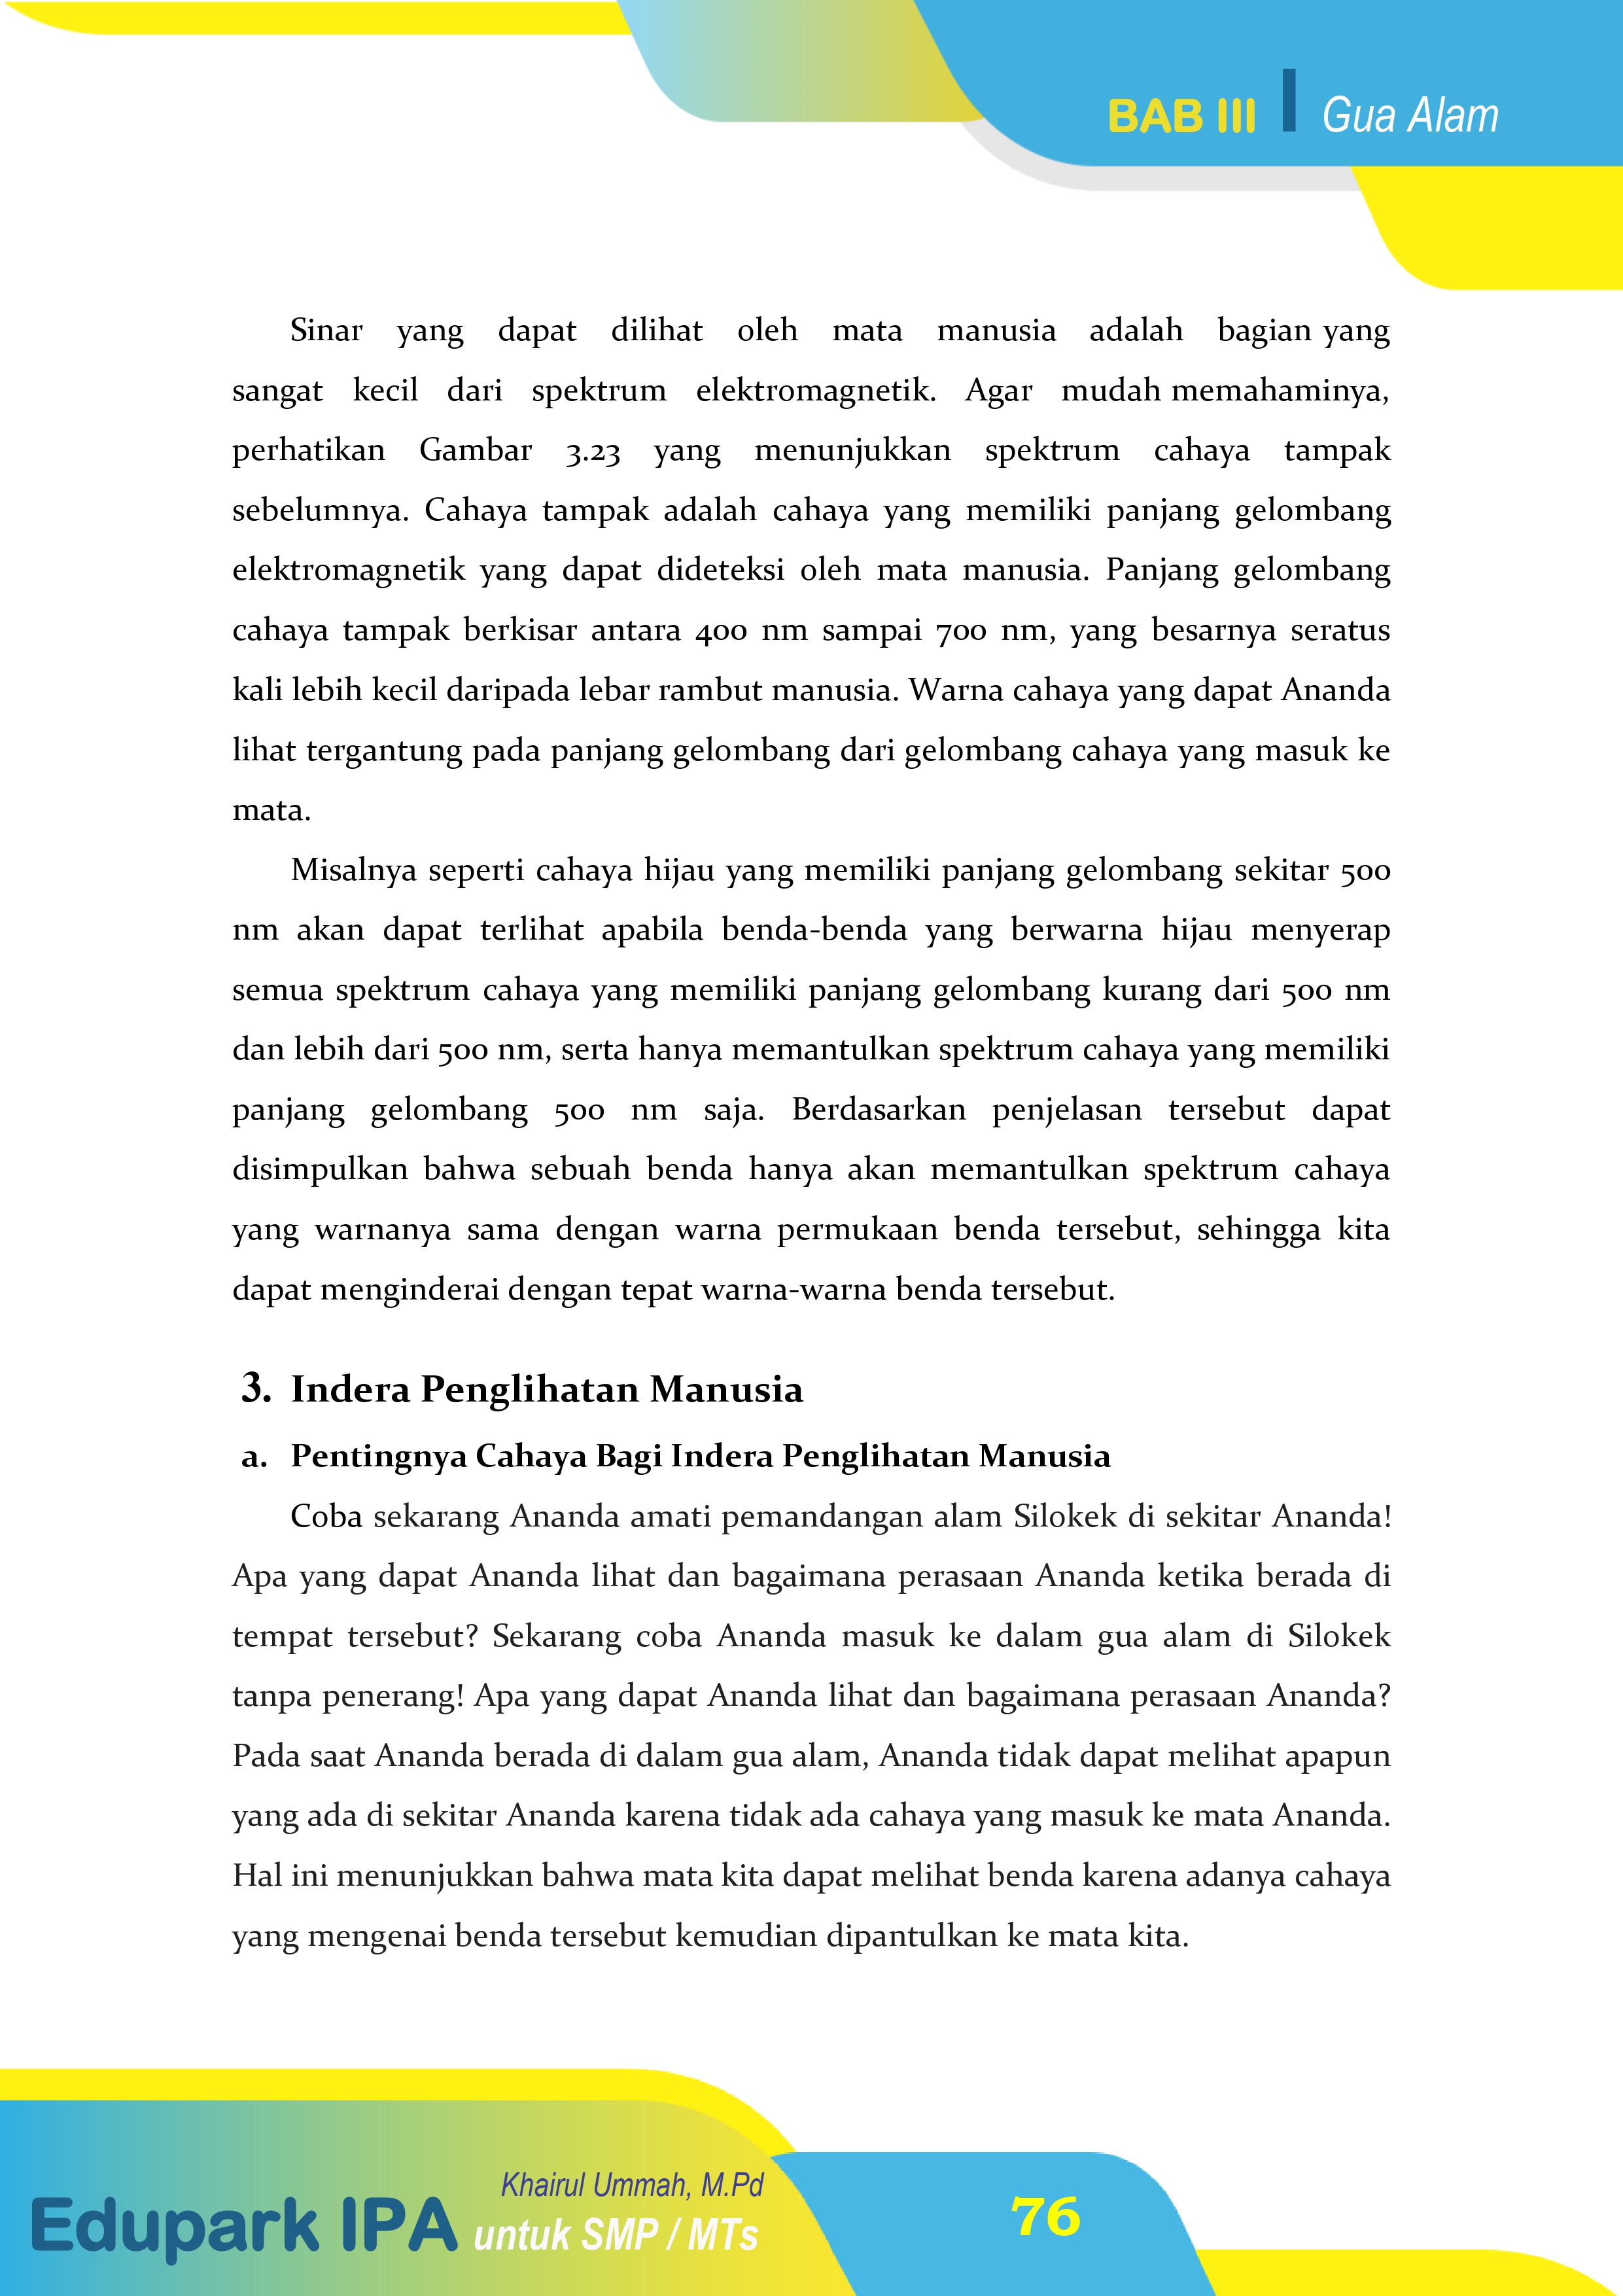 BAB III Gua Alam
Sinar yang dapat dilihat oleh mata manusia adalah bagian yang
sangat kecil dari spektrum elektromagnetik. Agar mudah memahaminya,
perhatikan Gambar 3.23 yang menunjukkan spektrum cahaya tampak
sebelumnya. Cahaya tampak adalah cahaya yang memiliki panjang gelombang
elektromagnetik yang dapat dideteksi oleh mata manusia. Panjang gelombang
cahaya tampak berkisar antara 400 nm sampai 700 nm, yang besarnya seratus
kali lebih kecil daripada lebar rambut manusia. Warna cahaya yang dapat Ananda
lihat tergantung pada panjang gelombang dari gelombang cahaya yang masuk ke
mata.
Misalnya seperti cahaya hijau yang memiliki panjang gelombang sekitar 500
nm akan dapat terlihat apabila benda-benda yang berwarna hijau menyerap
semua spektrum cahaya yang memiliki panjang gelombang kurang dari 500 nm
dan lebih dari 500 nm, serta hanya memantulkan spektrum cahaya yang memiliki
panjang gelombang 500 nm saja. Berdasarkan penjelasan tersebut dapat
disimpulkan bahwa sebuah benda hanya akan memantulkan spektrum cahaya
yang warnanya sama dengan warna permukaan benda tersebut, sehingga kita
dapat menginderai dengan tepat warna-warna benda tersebut.
3. Indera Penglihatan Manusia
a. Pentingnya Cahaya Bagi Indera Penglihatan Manusia
Coba sekarang Ananda amati pemandangan alam Silokek di sekitar Ananda!
Apa yang dapat Ananda lihat dan bagaimana perasaan Ananda ketika berada di
tempat tersebut? Sekarang coba Ananda masuk ke dalam gua alam di Silokek
tanpa penerang! Apa yang dapat Ananda lihat dan bagaimana perasaan Ananda?
Pada saat Ananda berada di dalam gua alam, Ananda tidak dapat melihat apapun
yang ada di sekitar Ananda karena tidak ada cahaya yang masuk ke mata Ananda.
Hal ini menunjukkan bahwa mata kita dapat melihat benda karena adanya cahaya
yang mengenai benda tersebut kemudian dipantulkan ke mata kita.
Khairul Ummah, M.Pd
Edupark IPA untuk SMP / MTs
76